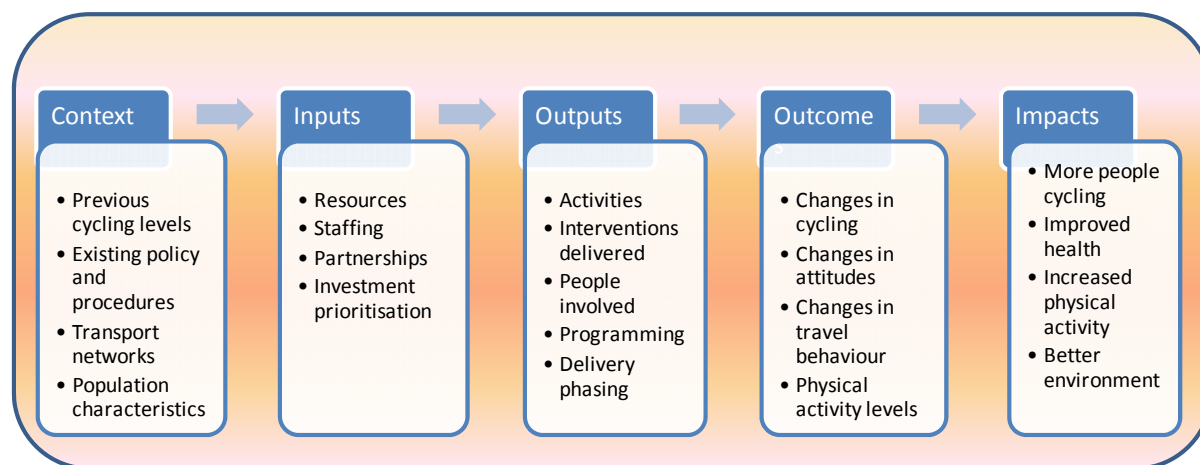 Context
• Previous
cycling levels
• Existing policy
and
procedures
• Transport
networks
• Population
characteristics
Inputs
• Resources
• Staffing
• Partnerships
• Investment
prioritisation
Outputs
• Activities
• Interventions
delivered
• People
involved
• Programming
• Delivery
phasing
Outcome
s
• Changes in
cycling
• Changes in
attitudes
• Changes in
travel
behaviour
• Physical
activity levels
Impacts
• More people
cycling
• Improved
health
• Increased
physical
activity
• Better
environment